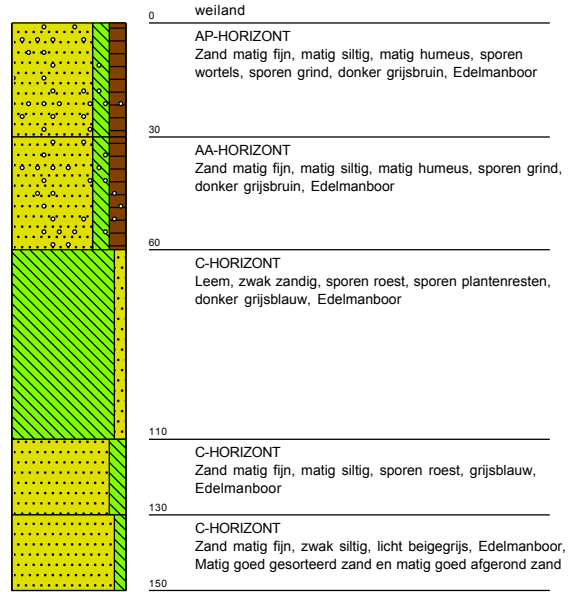 0 weiland
AP-HORIZONT
Zand matig fijn, matig siltig, matig humeus, sporen
wortels, sporen grind, donker grijsbruin, Edelmanboor
30
AA-HORIZONT
Zand matig fijn, matig siltig, matig humeus, sporen grind,
donker grijsbruin, Edelmanboor
60
C-HORIZONT
Leem, zwak zandig, sporen roest, sporen plantenresten,
donker grijsblauw, Edelmanboor
110
C-HORIZONT
Zand matig fijn, matig siltig, sporen roest, grijsblauw,
Edelmanboor
130
C-HORIZONT
Zand matig fijn, zwak siltig, licht beigegrijs, Edelmanboor,
Matig goed gesorteerd zand en matig goed afgerond zand
150